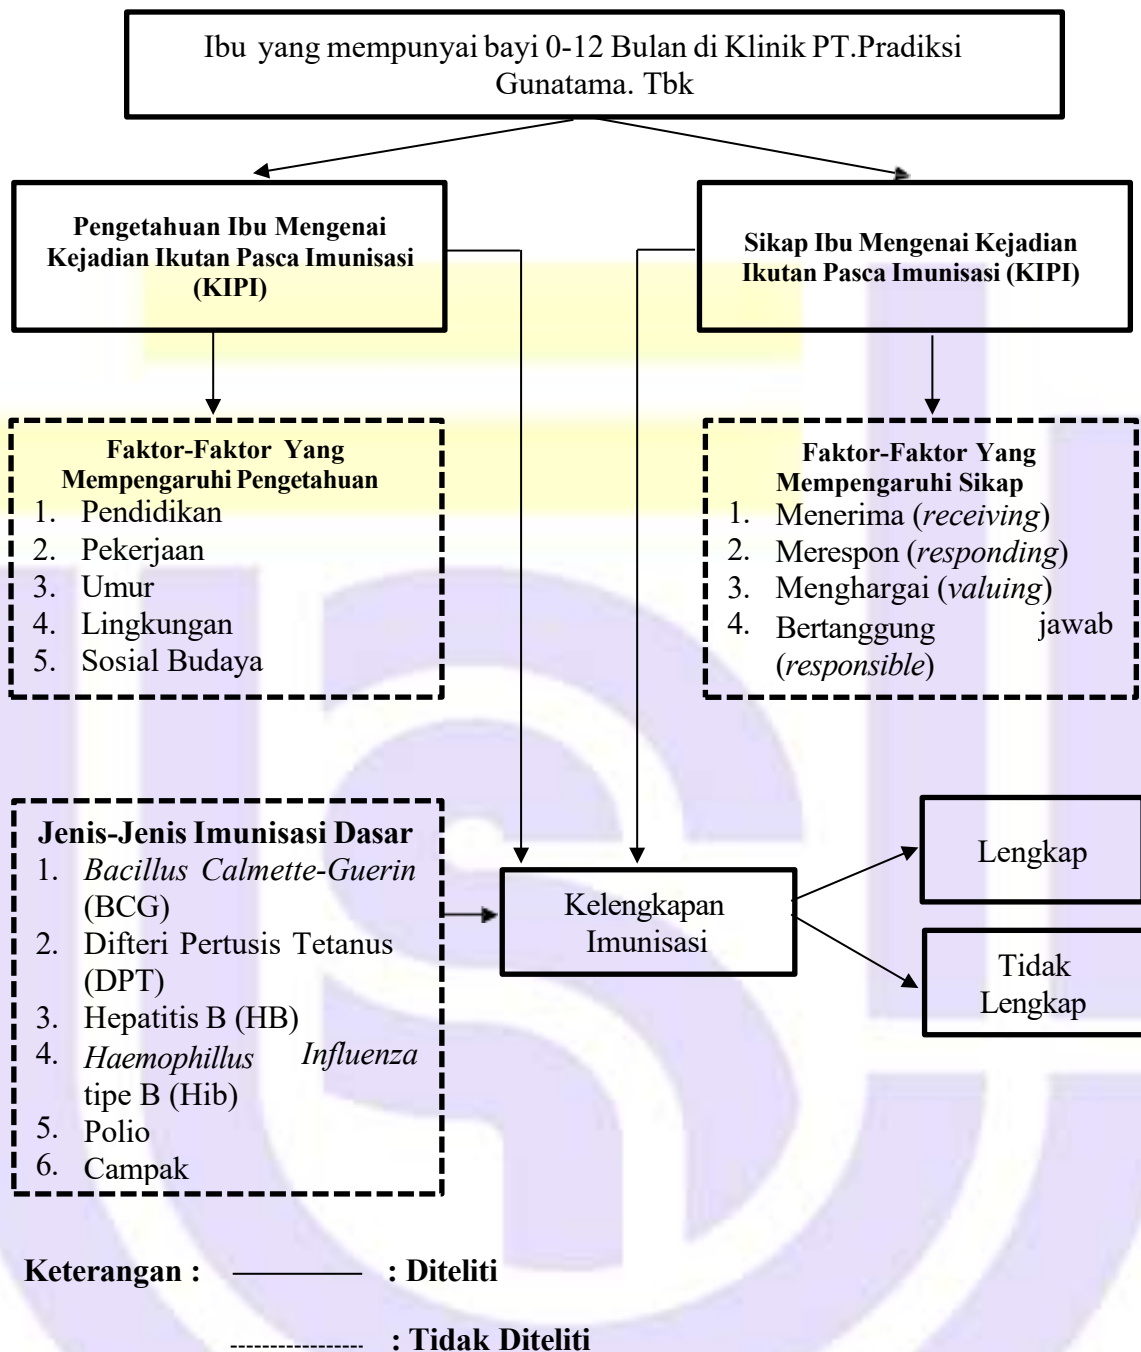 Ibu yang mempunyai bayi 0-12 Bulan di Klinik PT.Pradiksi
Gunatama. Tbk
Pengetahuan Ibu Mengenai
Kejadian Ikutan Pasca Imunisasi
(KIPI)
Sikap Ibu Mengenai Kejadian
Ikutan Pasca Imunisasi (KIPI)
Faktor-Faktor Yang
Mempengaruhi Pengetahuan
1. Pendidikan
2. Pekerjaan
3. Umur
4. Lingkungan
5. Sosial Budaya
Faktor-Faktor Yang
Mempengaruhi Sikap
1. Menerima (receiving)
2. Merespon (responding)
3. Menghargai (valuing)
4. Bertanggung jawab
(responsible)
Jenis-Jenis Imunisasi Dasar
1. Bacillus Calmette-Guerin
(BCG)
2. Difteri Pertusis Tetanus
(DPT)
3. Hepatitis B (HB)
4. Haemophillus Influenza
tipe B (Hib)
5. Polio
6. Campak
Kelengkapan
Imunisasi
Lengkap
Tidak
Lengkap
Keterangan : : Diteliti
: Tidak Diteliti